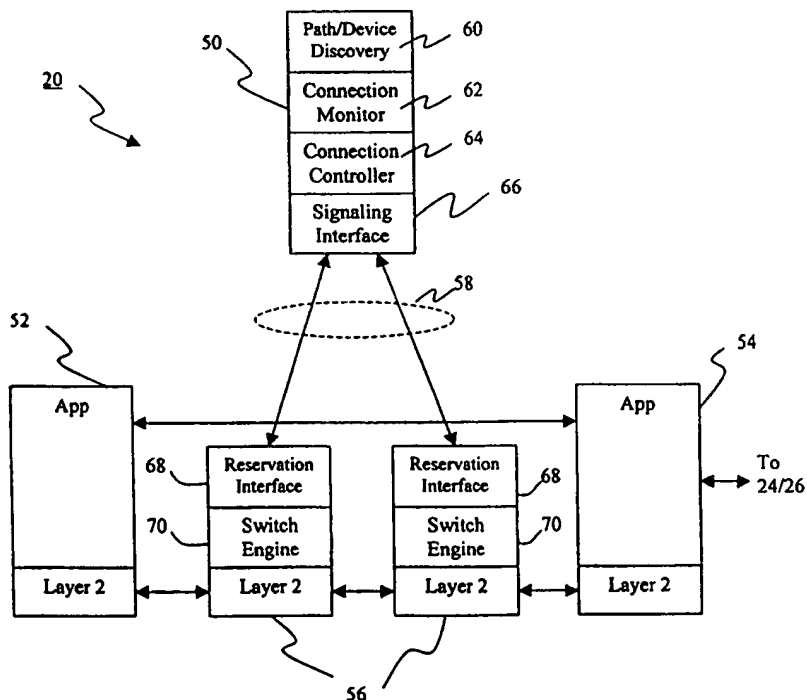 Path/Device
Discovery
60
50
20
Connection
Monitor
62
Connection
Controller
64
Signaling
Interface
66
58
52
54
App
App
68
Reservation
Interface
Reservation
Interface
68
To
24/26
70
Switch
Engine
Switch
Engine
70
Layer 2
Layer 2
Layer 2
Layer 2
56